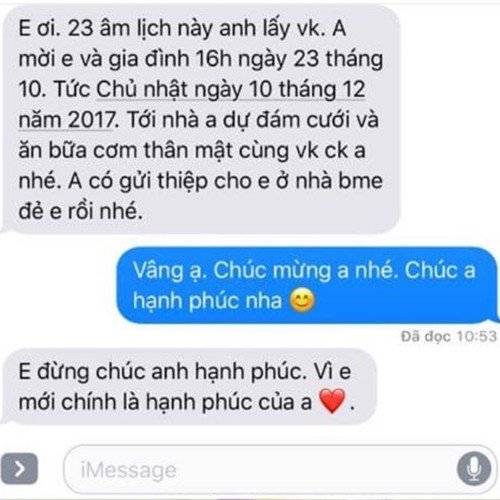 E ơi. 23 âm lịch này anh lấy vk. A
mời e và gia đình 16h ngày 23 tháng
10. Tức Chủ nhật ngày 10 tháng 12
năm 2017. Tới nhà a dự đám cưới và
ăn bữa cơm thân mật cùng vk ck a
nhé. A có gửi thiệp cho e ở nhà bme
đẻ e rồi nhé.
Vâng ạ. Chúc mừng a nhé. Chúc a
hạnh phúc nha 😊
Đã đọc 10:53
E đừng chúc anh hạnh phúc. Vì e
mới chính là hạnh phúc của a ❤️ .
iMessage